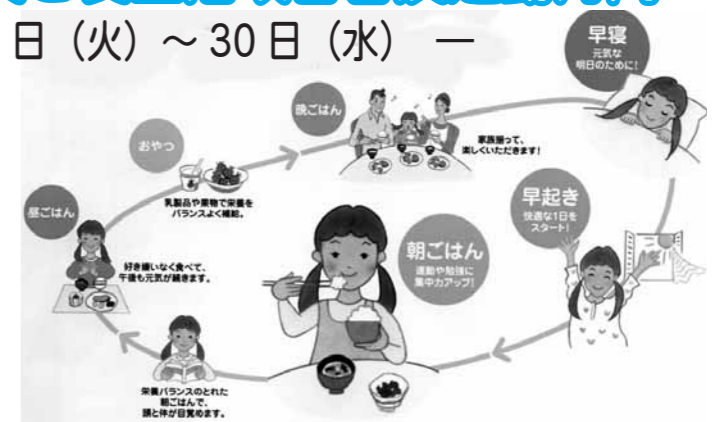 日（火）～30日（水） ―
早寝
元気な
明日のために！
晩ごはん
家族揃って、
楽しくいただきます！
おやつ
乳製品や果物で栄養を
バランスよく補給。
早起き
快適な1日を
スタート！
昼ごはん
好き嫌いなく食べて、
午後も元気が続きます。
朝ごはん
運動や勉強に
集中力アップ！
栄養バランスのとれた
朝ごはんで、
頭と体が目覚めます。